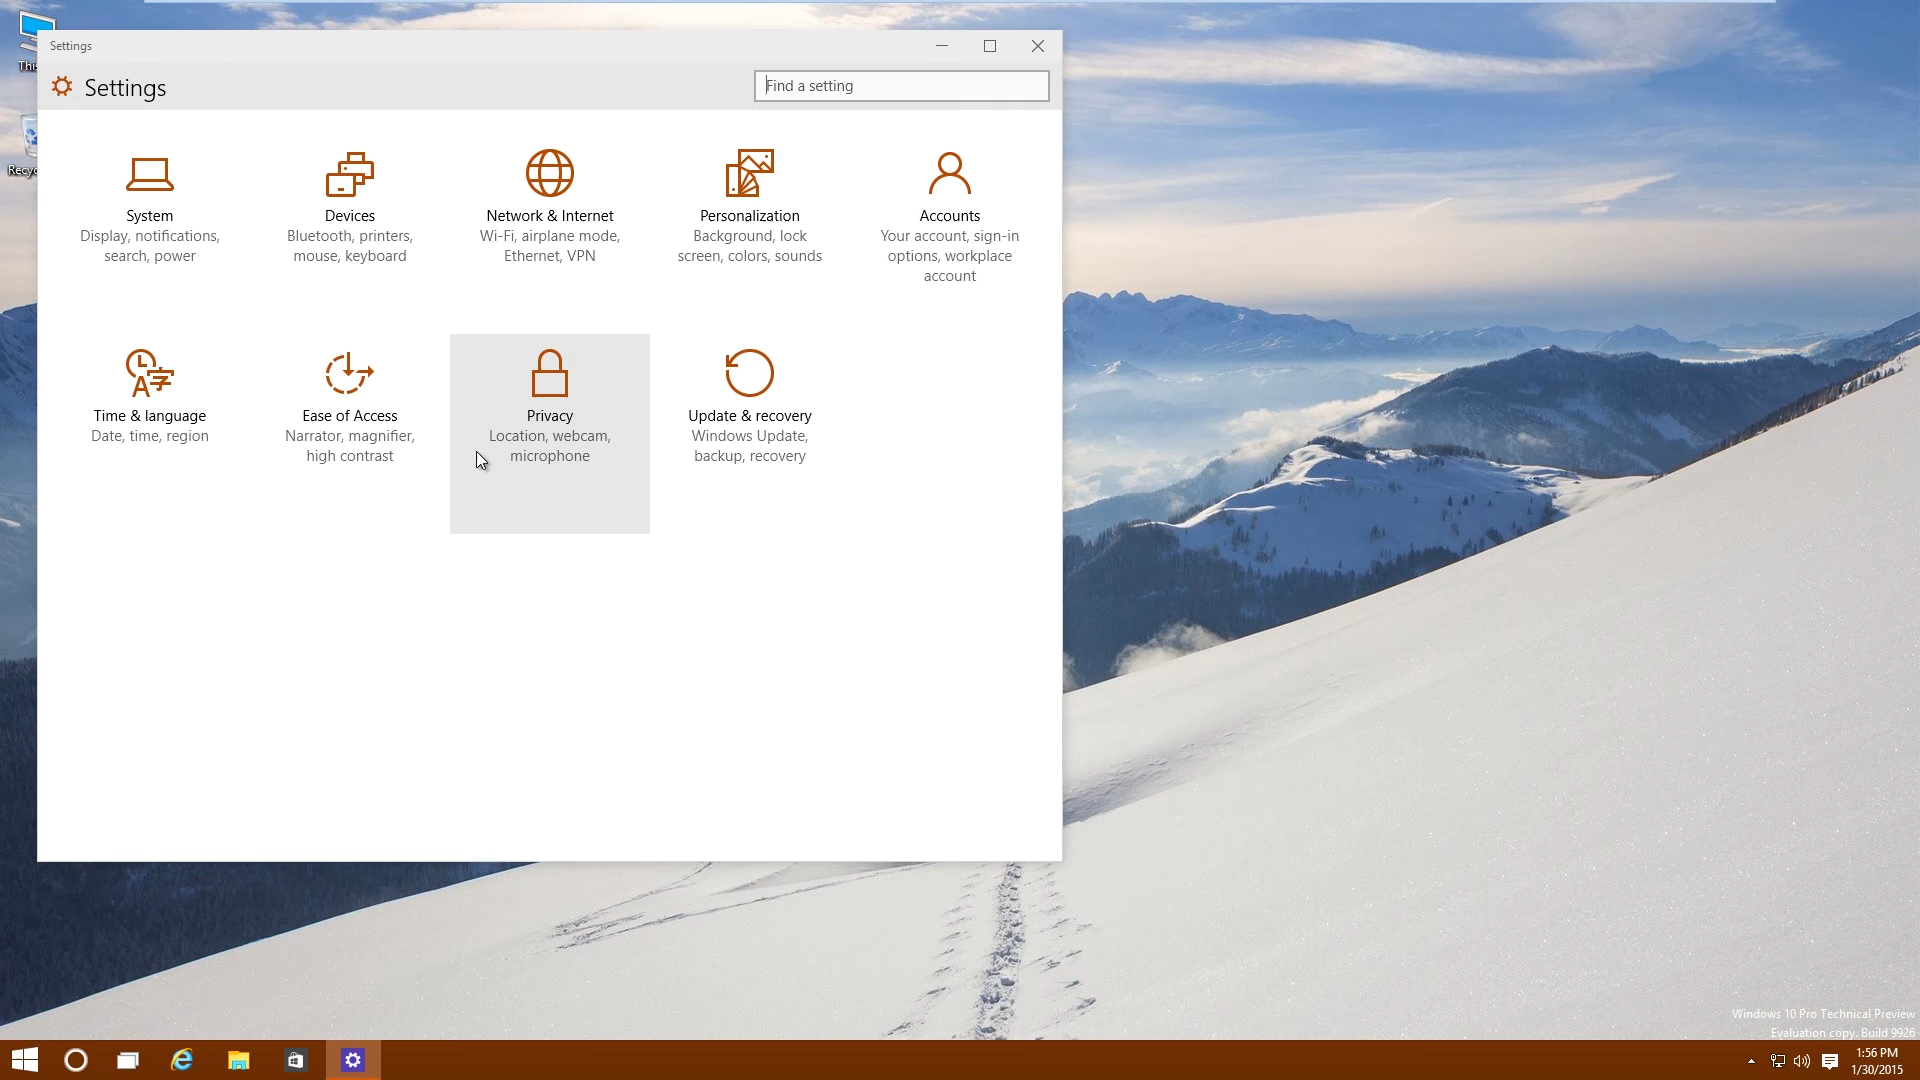 This
Recyc
Settings
Settings
Find a setting
System
Display, notifications,
search, power
Devices
Bluetooth, printers,
mouse, keyboard
Network & Internet
Wi-Fi, airplane mode,
Ethernet, VPN
Personalization
Background, lock
screen, colors, sounds
Accounts
Your account, sign-in
options, workplace
account
Time & language
Date, time, region
Ease of Access
Narrator, magnifier,
high contrast
Privacy
Location, webcam,
microphone
Update & recovery
Windows Update,
backup, recovery
Windows 10 Pro Technical Preview
Evaluation copy. Build 9926
1:56 PM
1/30/2015